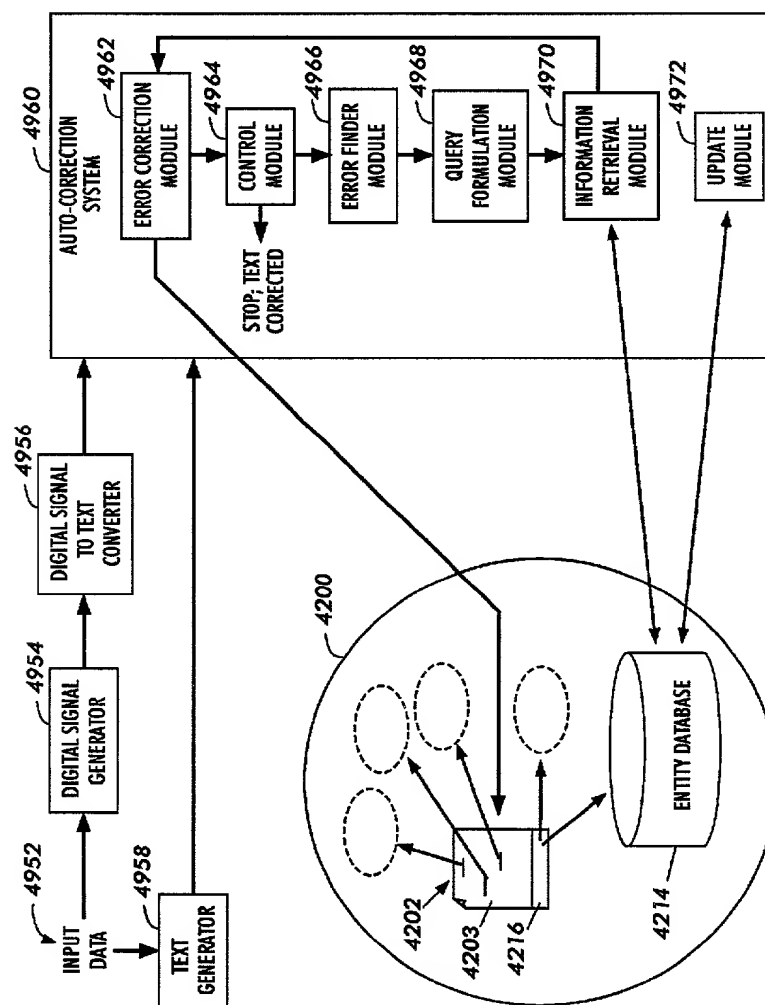 4952
INPUT
DATA
4954
DIGITAL SIGNAL
GENERATOR
4956
DIGITAL SIGNAL
TO TEXT
CONVERTER
4958
TEXT
GENERATOR
4960
AUTO-CORRECTION
SYSTEM
4962
ERROR CORRECTION
MODULE
4964
CONTROL
MODULE
STOP; TEXT
CORRECTED
4966
ERROR FINDER
MODULE
4968
QUERY
FORMULATION
MODULE
4970
INFORMATION
RETRIEVAL
MODULE
4972
UPDATE
MODULE
4200
4202
4203
4216
ENTITY DATABASE
4214